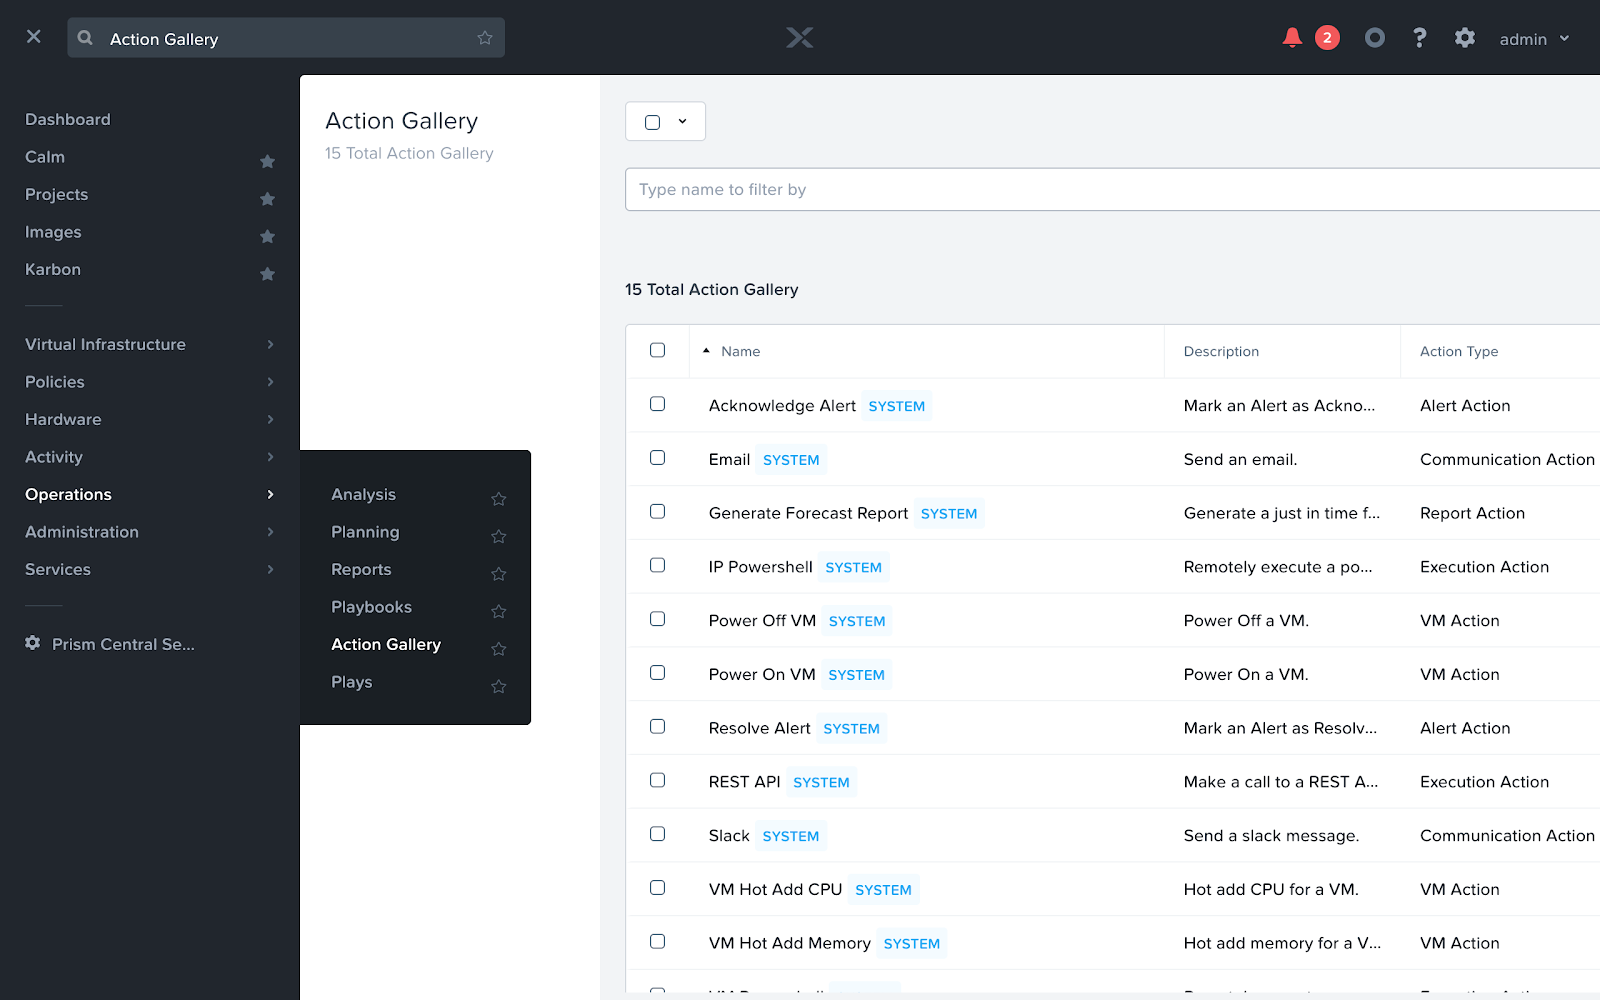 Action Gallery
2
?
admin
Dashboard
Calm
Projects
Images
Karbon
Virtual Infrastructure
Policies
Hardware
Activity
Operations
Administration
Services
Prism Central Se...
Analysis
Planning
Reports
Playbooks
Action Gallery
Plays
Action Gallery
15 Total Action Gallery
Type name to filter by
15 Total Action Gallery
Name Description Action Type
Acknowledge Alert SYSTEM Mark an Alert as Ackno... Alert Action
Email SYSTEM Send an email. Communication Action
Generate Forecast Report SYSTEM Generate a just in time f... Report Action
IP Powershell SYSTEM Remotely execute a po... Execution Action
Power Off VM SYSTEM Power Off a VM. VM Action
Power On VM SYSTEM Power On a VM. VM Action
Resolve Alert SYSTEM Mark an Alert as Resolv... Alert Action
REST API SYSTEM Make a call to a REST A... Execution Action
Slack SYSTEM Send a slack message. Communication Action
VM Hot Add CPU SYSTEM Hot add CPU for a VM. VM Action
VM Hot Add Memory SYSTEM Hot add memory for a V... VM Action